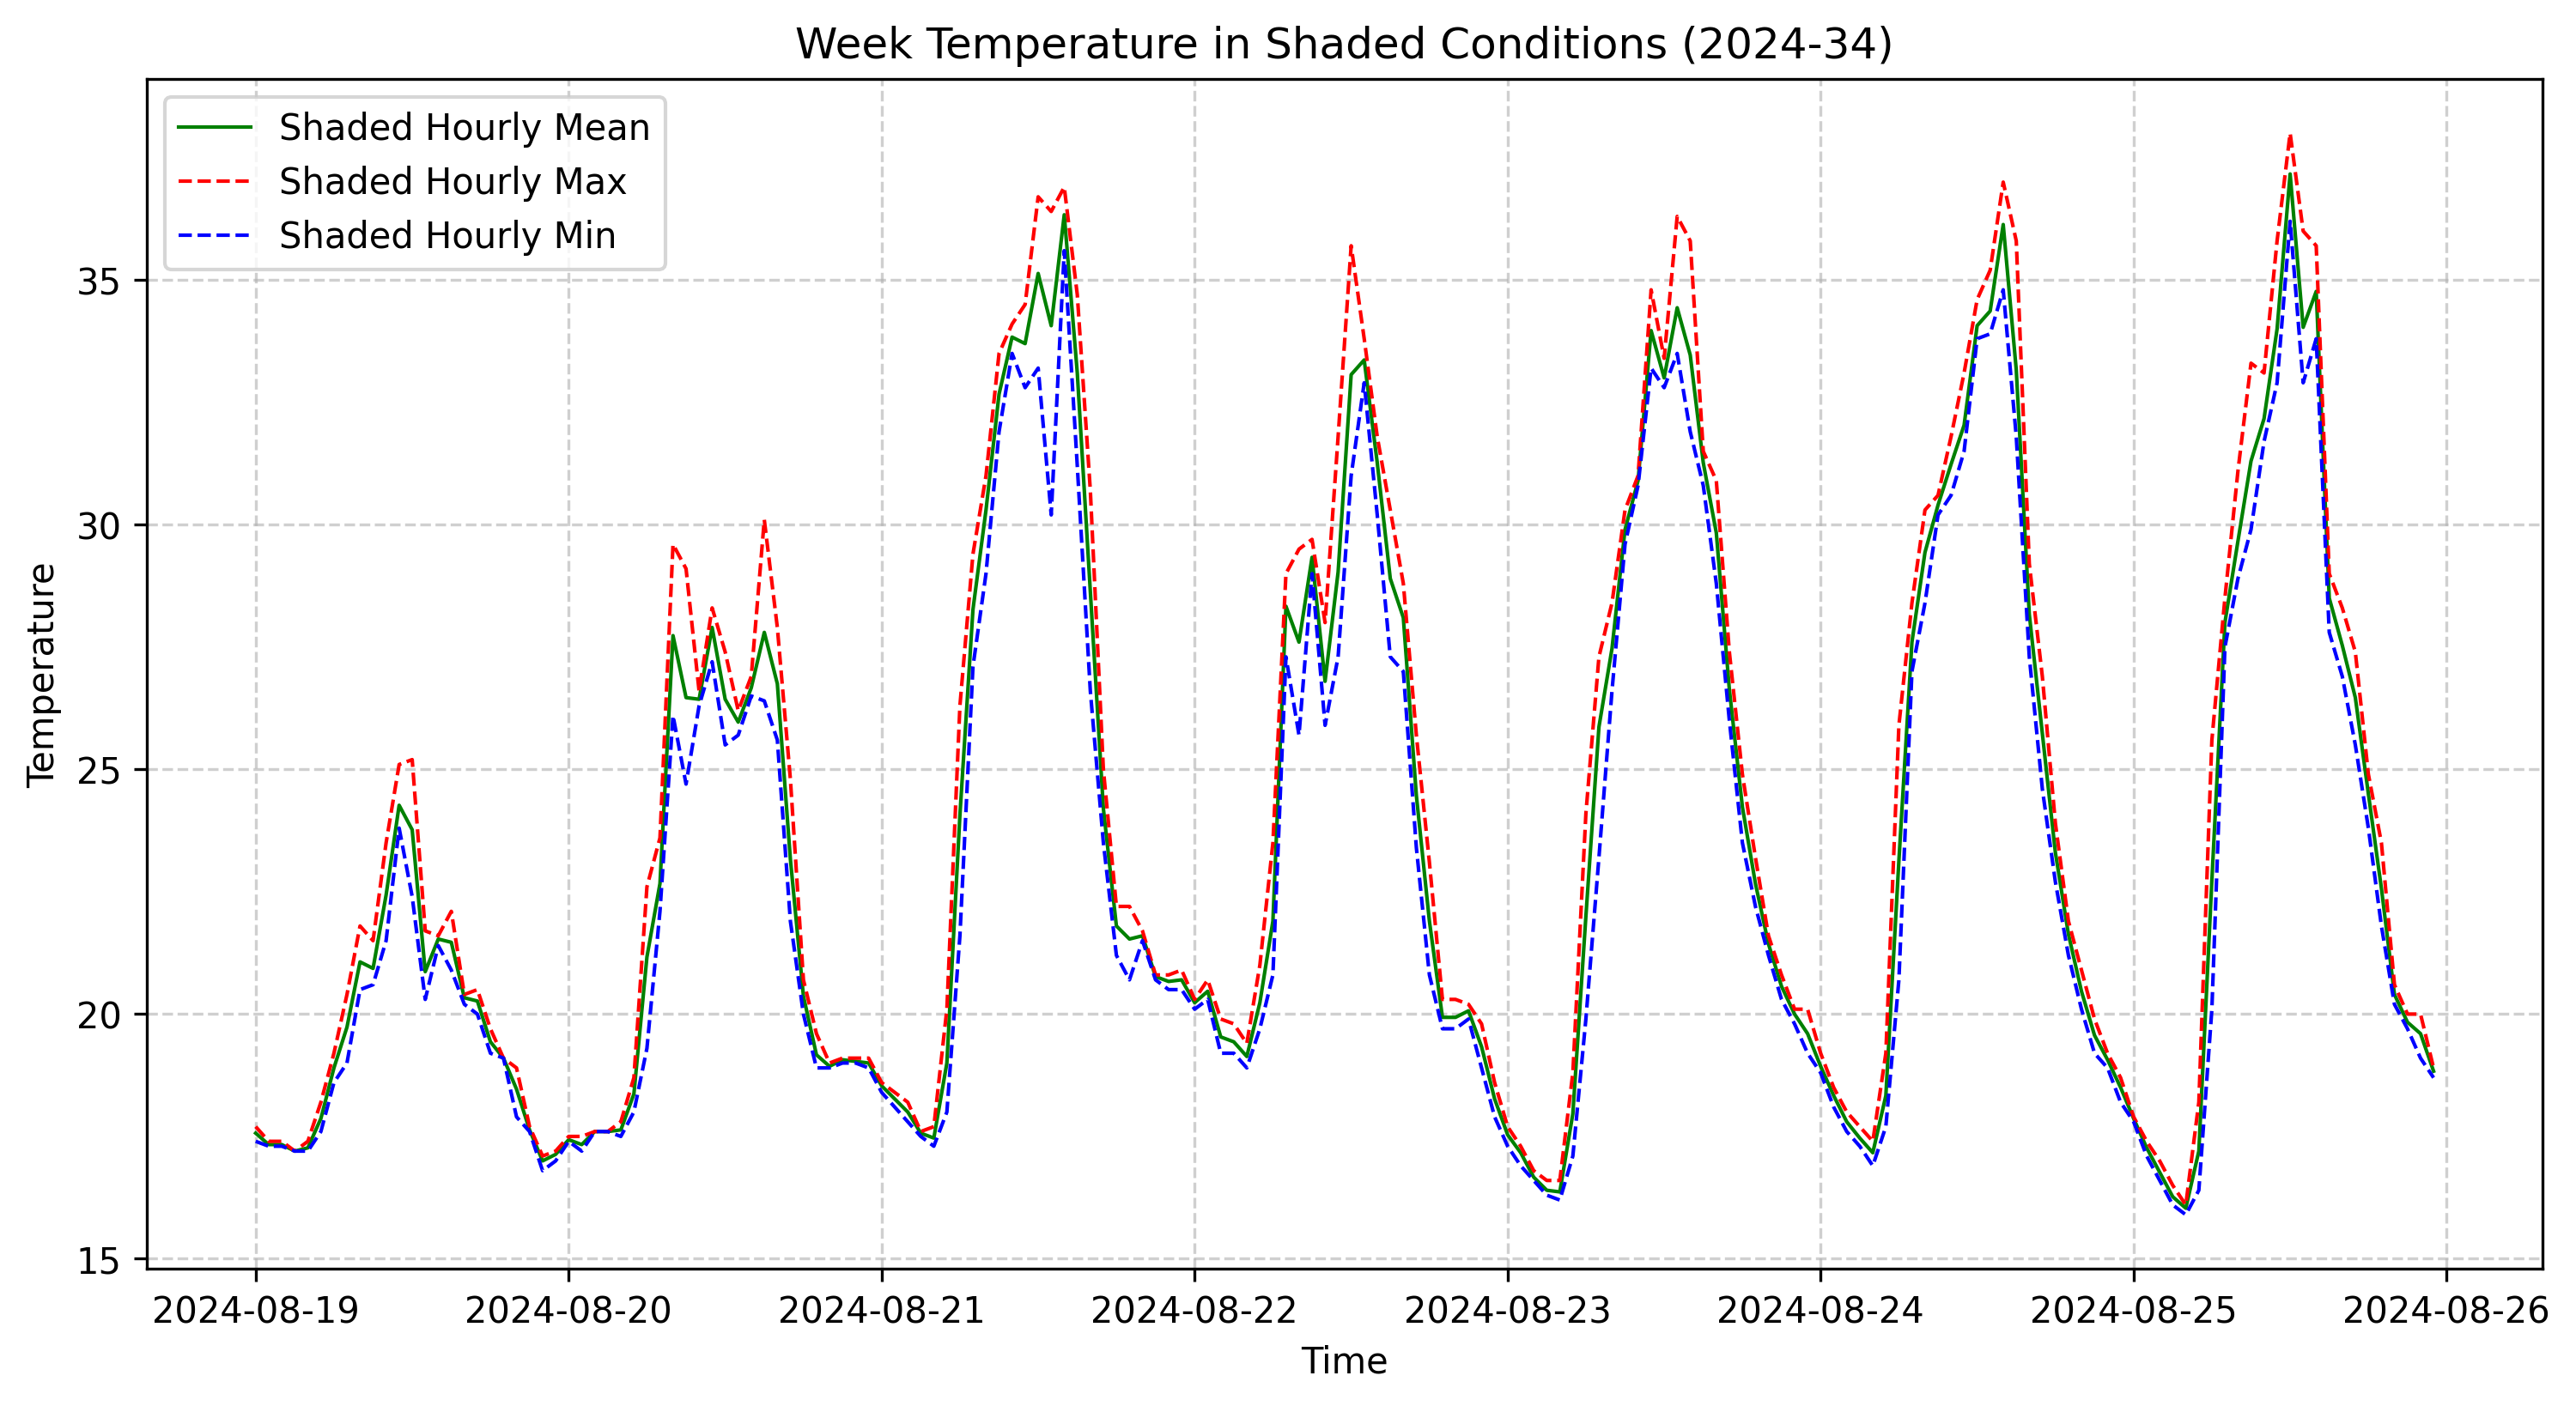 Week Temperature in Shaded Conditions (2024-34)
Shaded Hourly Mean
Shaded Hourly Max
Shaded Hourly Min
Temperature
35
30
25
20
15
2024-08-19 2024-08-20 2024-08-21 2024-08-22 2024-08-23 2024-08-24 2024-08-25 2024-08-26
Time